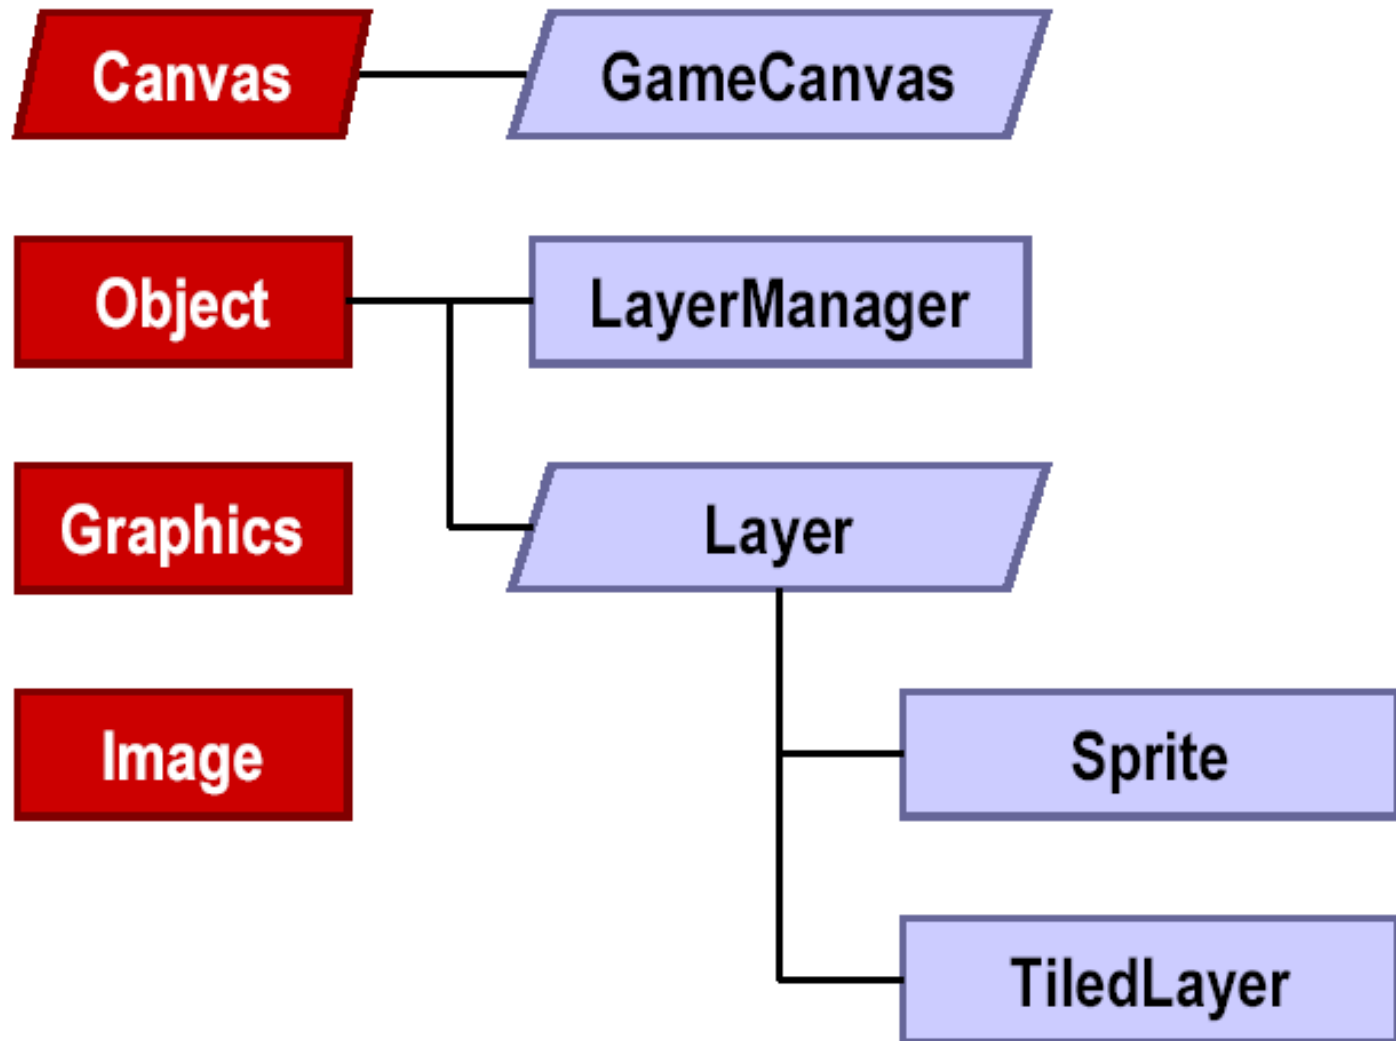 Canvas
GameCanvas
Object
LayerManager
Graphics
Layer
Image
Sprite
TiledLayer